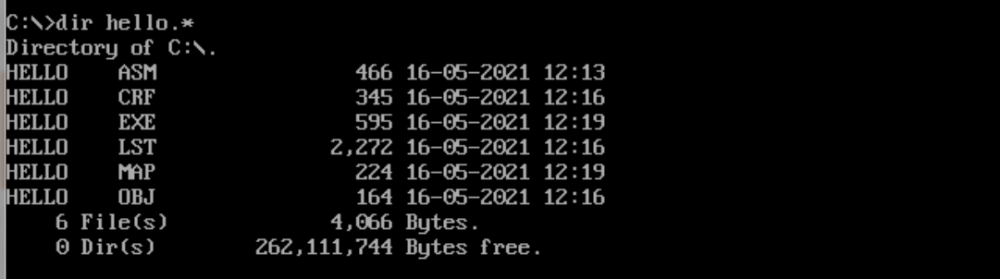 C:\>dir hello.*
Directory of C:\.
HELLO    ASM                466 16-05-2021 12:13
HELLO    CRF                345 16-05-2021 12:16
HELLO    EXE                595 16-05-2021 12:19
HELLO    LST              2,272 16-05-2021 12:16
HELLO    MAP                224 16-05-2021 12:19
HELLO    OBJ                164 16-05-2021 12:16
    6 File(s)             4,066 Bytes.
    0 Dir(s)        262,111,744 Bytes free.